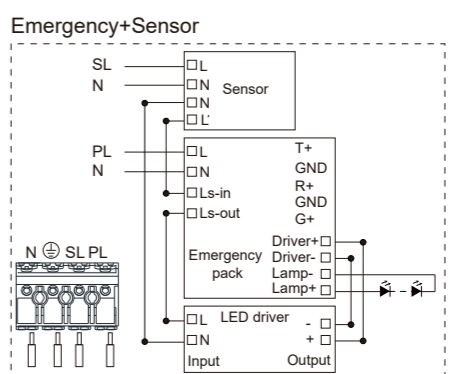 Emergency+Sensor
SL
L
N
N
Sensor
N
L'
PL
L
T+
N
N
GND
Ls-in
R+
GND
Ls-out
G+
Driver+
Emergency
pack
Driver-
Lamp-
Lamp+
N SL PL
L
LED driver
-
N
+
Input
Output